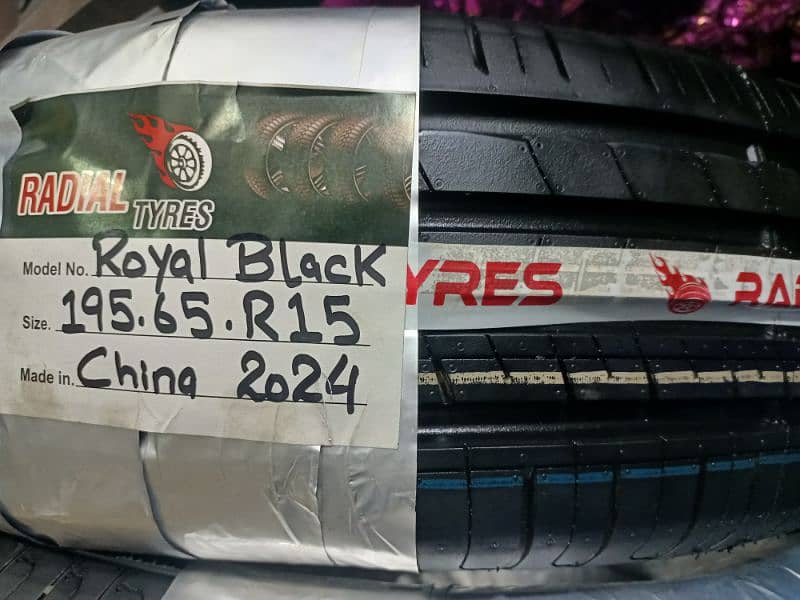 RADIAL
TYRES
Model No. Royal Black
Size. 195.65.R15
Made in. China 2024
YRES
RA